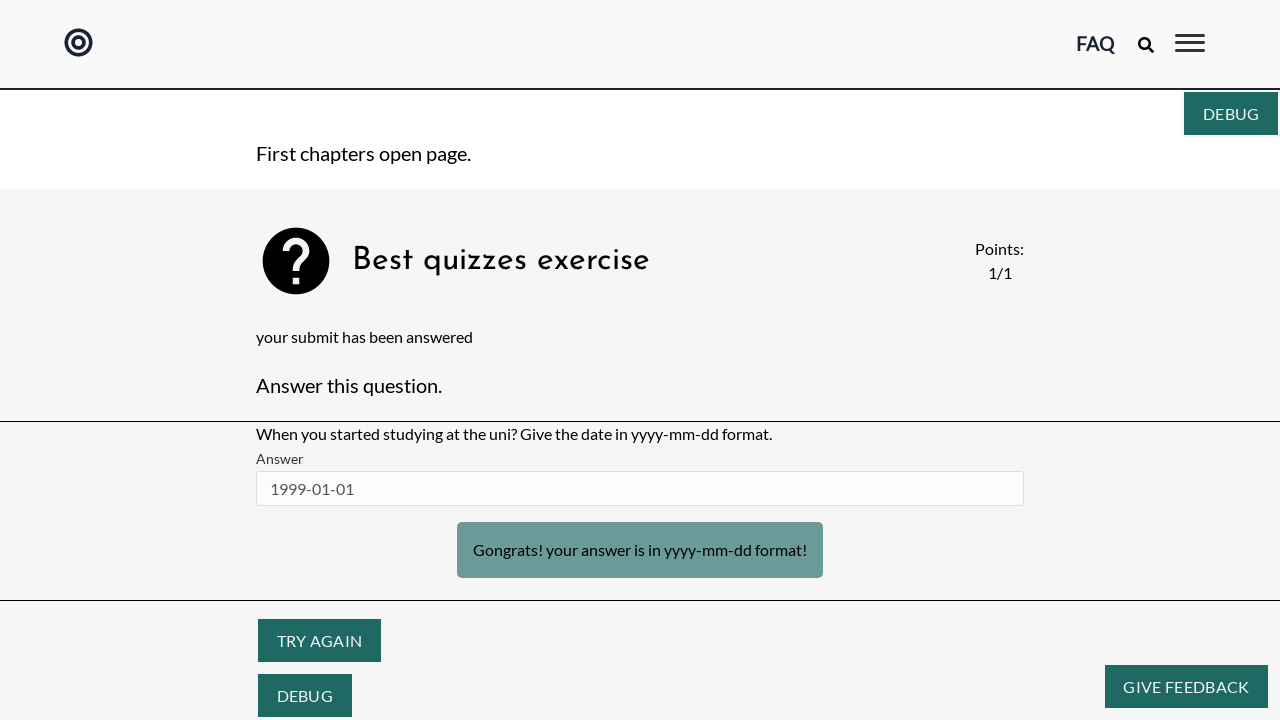 FAQ
DEBUG
First chapters open page.
Best quizzes exercise
Points:
1/1
your submit has been answered
Answer this question.
When you started studying at the uni? Give the date in yyyy-mm-dd format.
Answer
1999-01-01
Gongrats! your answer is in yyyy-mm-dd format!
TRY AGAIN
DEBUG
GIVE FEEDBACK